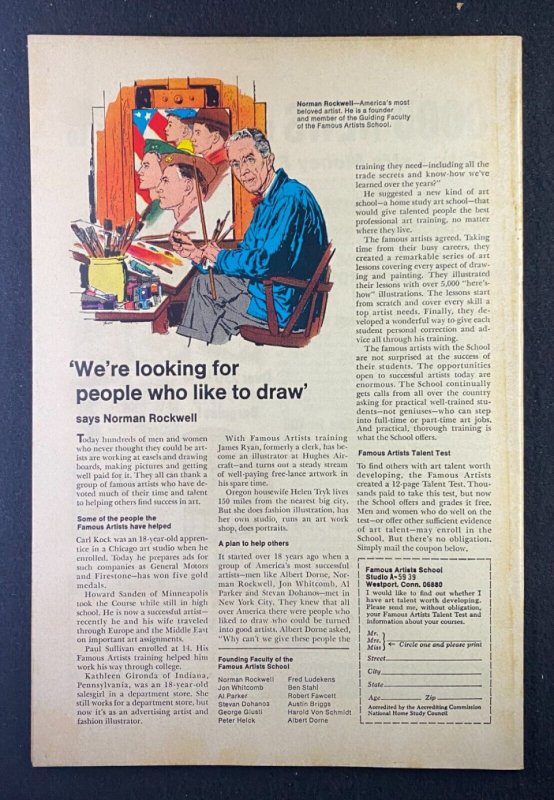 Norman Rockwell—America's most
beloved artist. He is a founder
and member of the Guiding Faculty
of the Famous Artists School.
'We're looking for
people who like to draw'
says Norman Rockwell
Today hundreds of men and women
who never thought they could be art-
ists are working at easels and drawing
boards, making pictures and getting
well paid for it. They all can thank a
group of famous artists who have de-
voted much of their time and talent
to helping others find success in art.
Some of the people the
Famous Artists have helped
Carl Kock was an 18-year-old appren-
tice in a Chicago art studio when he
enrolled. Today he prepares ads for
such companies as General Motors
and Firestone—has won five gold
medals.
Howard Sanden of Minneapolis
took the Course while still in high
school. He is now a successful artist—
recently he and his wife traveled
through Europe and the Middle East
on important art assignments.
Paul Sullivan enrolled at 14. His
Famous Artists training helped him
work his way through college.
Kathleen Gironda of Indiana,
Pennsylvania, was an 18-year-old
salesgirl in a department store. She
still works for a department store, but
now it's as an advertising artist and
fashion illustrator.
With Famous Artists training
James Ryan, formerly a clerk, has be-
come an illustrator at Hughes Air-
craft—and turns out a steady stream
of well-paying free-lance artwork in
his spare time.
Oregon housewife Helen Tryk lives
150 miles from the nearest big city.
But she does fashion illustration, has
her own studio, runs an art work
shop, does portraits.
A plan to help others
It started over 18 years ago when a
group of America's most successful
artists—men like Albert Dorne, Nor-
man Rockwell, Jon Whitcomb, Al
Parker and Stevan Dohanos—met in
New York. They knew that all
over America there were people who
liked to draw who could be turned
into good artists. Albert Dorne asked,
"Why can't we give these people the
Founding Faculty of the
Famous Artists School
Norman Rockwell
Jon Whitcomb
Al Parker
Stevan Dohanos
George Giusti
Peter Helck
Fred Ludekens
Ben Stahl
Robert Fawcett
Austin Briggs
Harold Von Schmidt
Albert Dorne
training they need—including all the
trade secrets and know-how we've
learned over the years?"
He suggested a new kind of art
school—a home study art school—that
would give talented people the best
professional art training, no matter
where they live.
The famous artists agreed. Taking
time from their busy careers, they
created a remarkable series of art
lessons covering every aspect of draw-
ing and painting. They illustrated
their lessons with over 5,000 "here's-
how" illustrations. The lessons start
from scratch and cover every skill a
top artist needs. Finally, they de-
veloped a wonderful way to give each
student personal correction and ad-
vice all through his training.
The famous artists with the School
are not surprised at the success of
their students. The opportunities
open to successful artists today are
enormous. The School continually
gets calls from all over the country
asking for practical well-trained stu-
dents—not geniuses—who can step
into full-time or part-time art jobs.
And practical, thorough training is
what the School offers.
Famous Artists Talent Test
To find others with art talent worth
developing, the Famous Artists
created a 12-page Talent Test. Thou-
sands paid to take this test, but now
the School offers and grades it free.
Men and women who do well on the
test—or offer other sufficient evidence
of art talent—may enroll in the
School. But there's no obligation.
Simply mail the coupon below.
Famous Artists School
Studio A-5939
Westport, Conn. 06880
I would like to find out whether I
have art talent worth developing.
Please send me, without obligation,
your Famous Artists Talent Test and
information about your courses.
Mr.
Mrs.
Miss
Circle one and please print
Street
City
State
Age Zip
Accredited by the Accrediting Commission
National Home Study Council